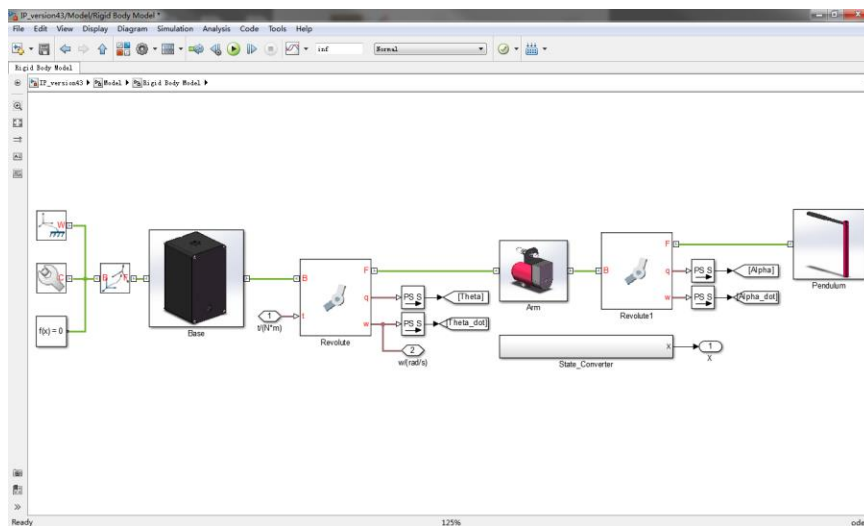 IP_version43/Model/Rigid Body Model *
File Edit View Display Diagram Simulation Analysis Code Tools Help
inf
Normal
Rigid Body Model
IP_version43
Model
Rigid Body Model
W
C
f(x) = 0
B
F
Base
B
t
F
q
w
Revolute
1
t/(N*m)
PS S
[Theta]
PS S
[Theta_dot]
2
w/(rad/s)
Arm
B
F
q
w
Revolute1
PS S
[Alpha]
PS S
[Alpha_dot]
Pendulum
X
State_Converter
1
X
Ready
125%
ode